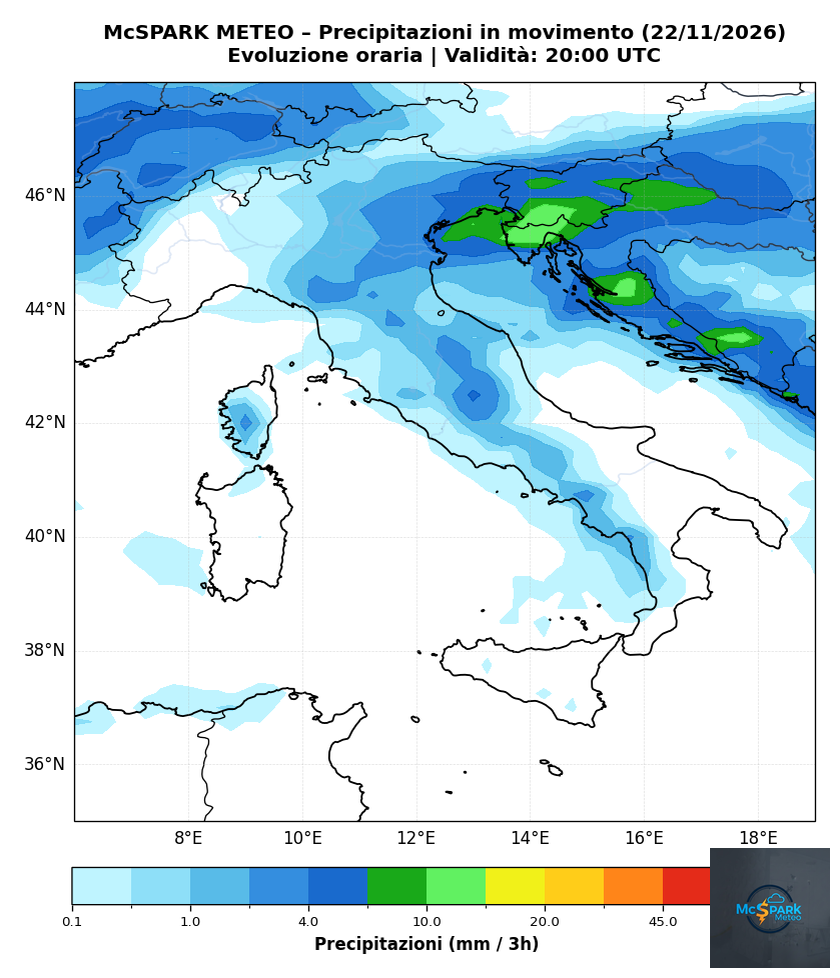 McSPARK METEO – Precipitazioni in movimento (22/11/2026)
Evoluzione oraria | Validità: 20:00 UTC
46°N
44°N
42°N
40°N
38°N
36°N
8°E 10°E 12°E 14°E 16°E 18°E
0.1 1.0 4.0 10.0 20.0 45.0
Precipitazioni (mm / 3h)
McSPARK
Meteo